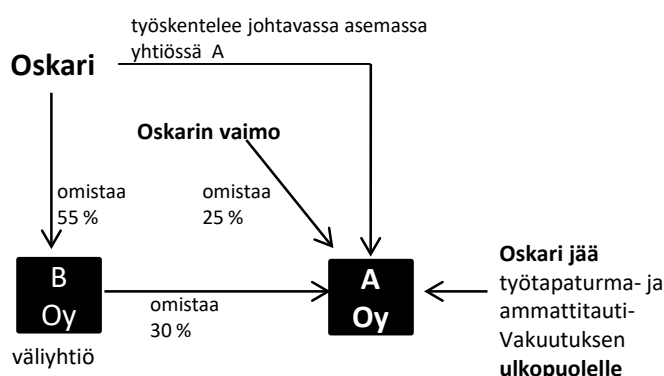 työskentelee johtavassa asemassa
yhtiössä A
Oskari
Oskarin vaimo
omistaa
55 %
omistaa
25 %
B
Oy
väliyhtiö
omistaa
30 %
A
Oy
Oskari jää
työtapaturma- ja
ammattitauti-
Vakuutuksen
ulkopuolelle